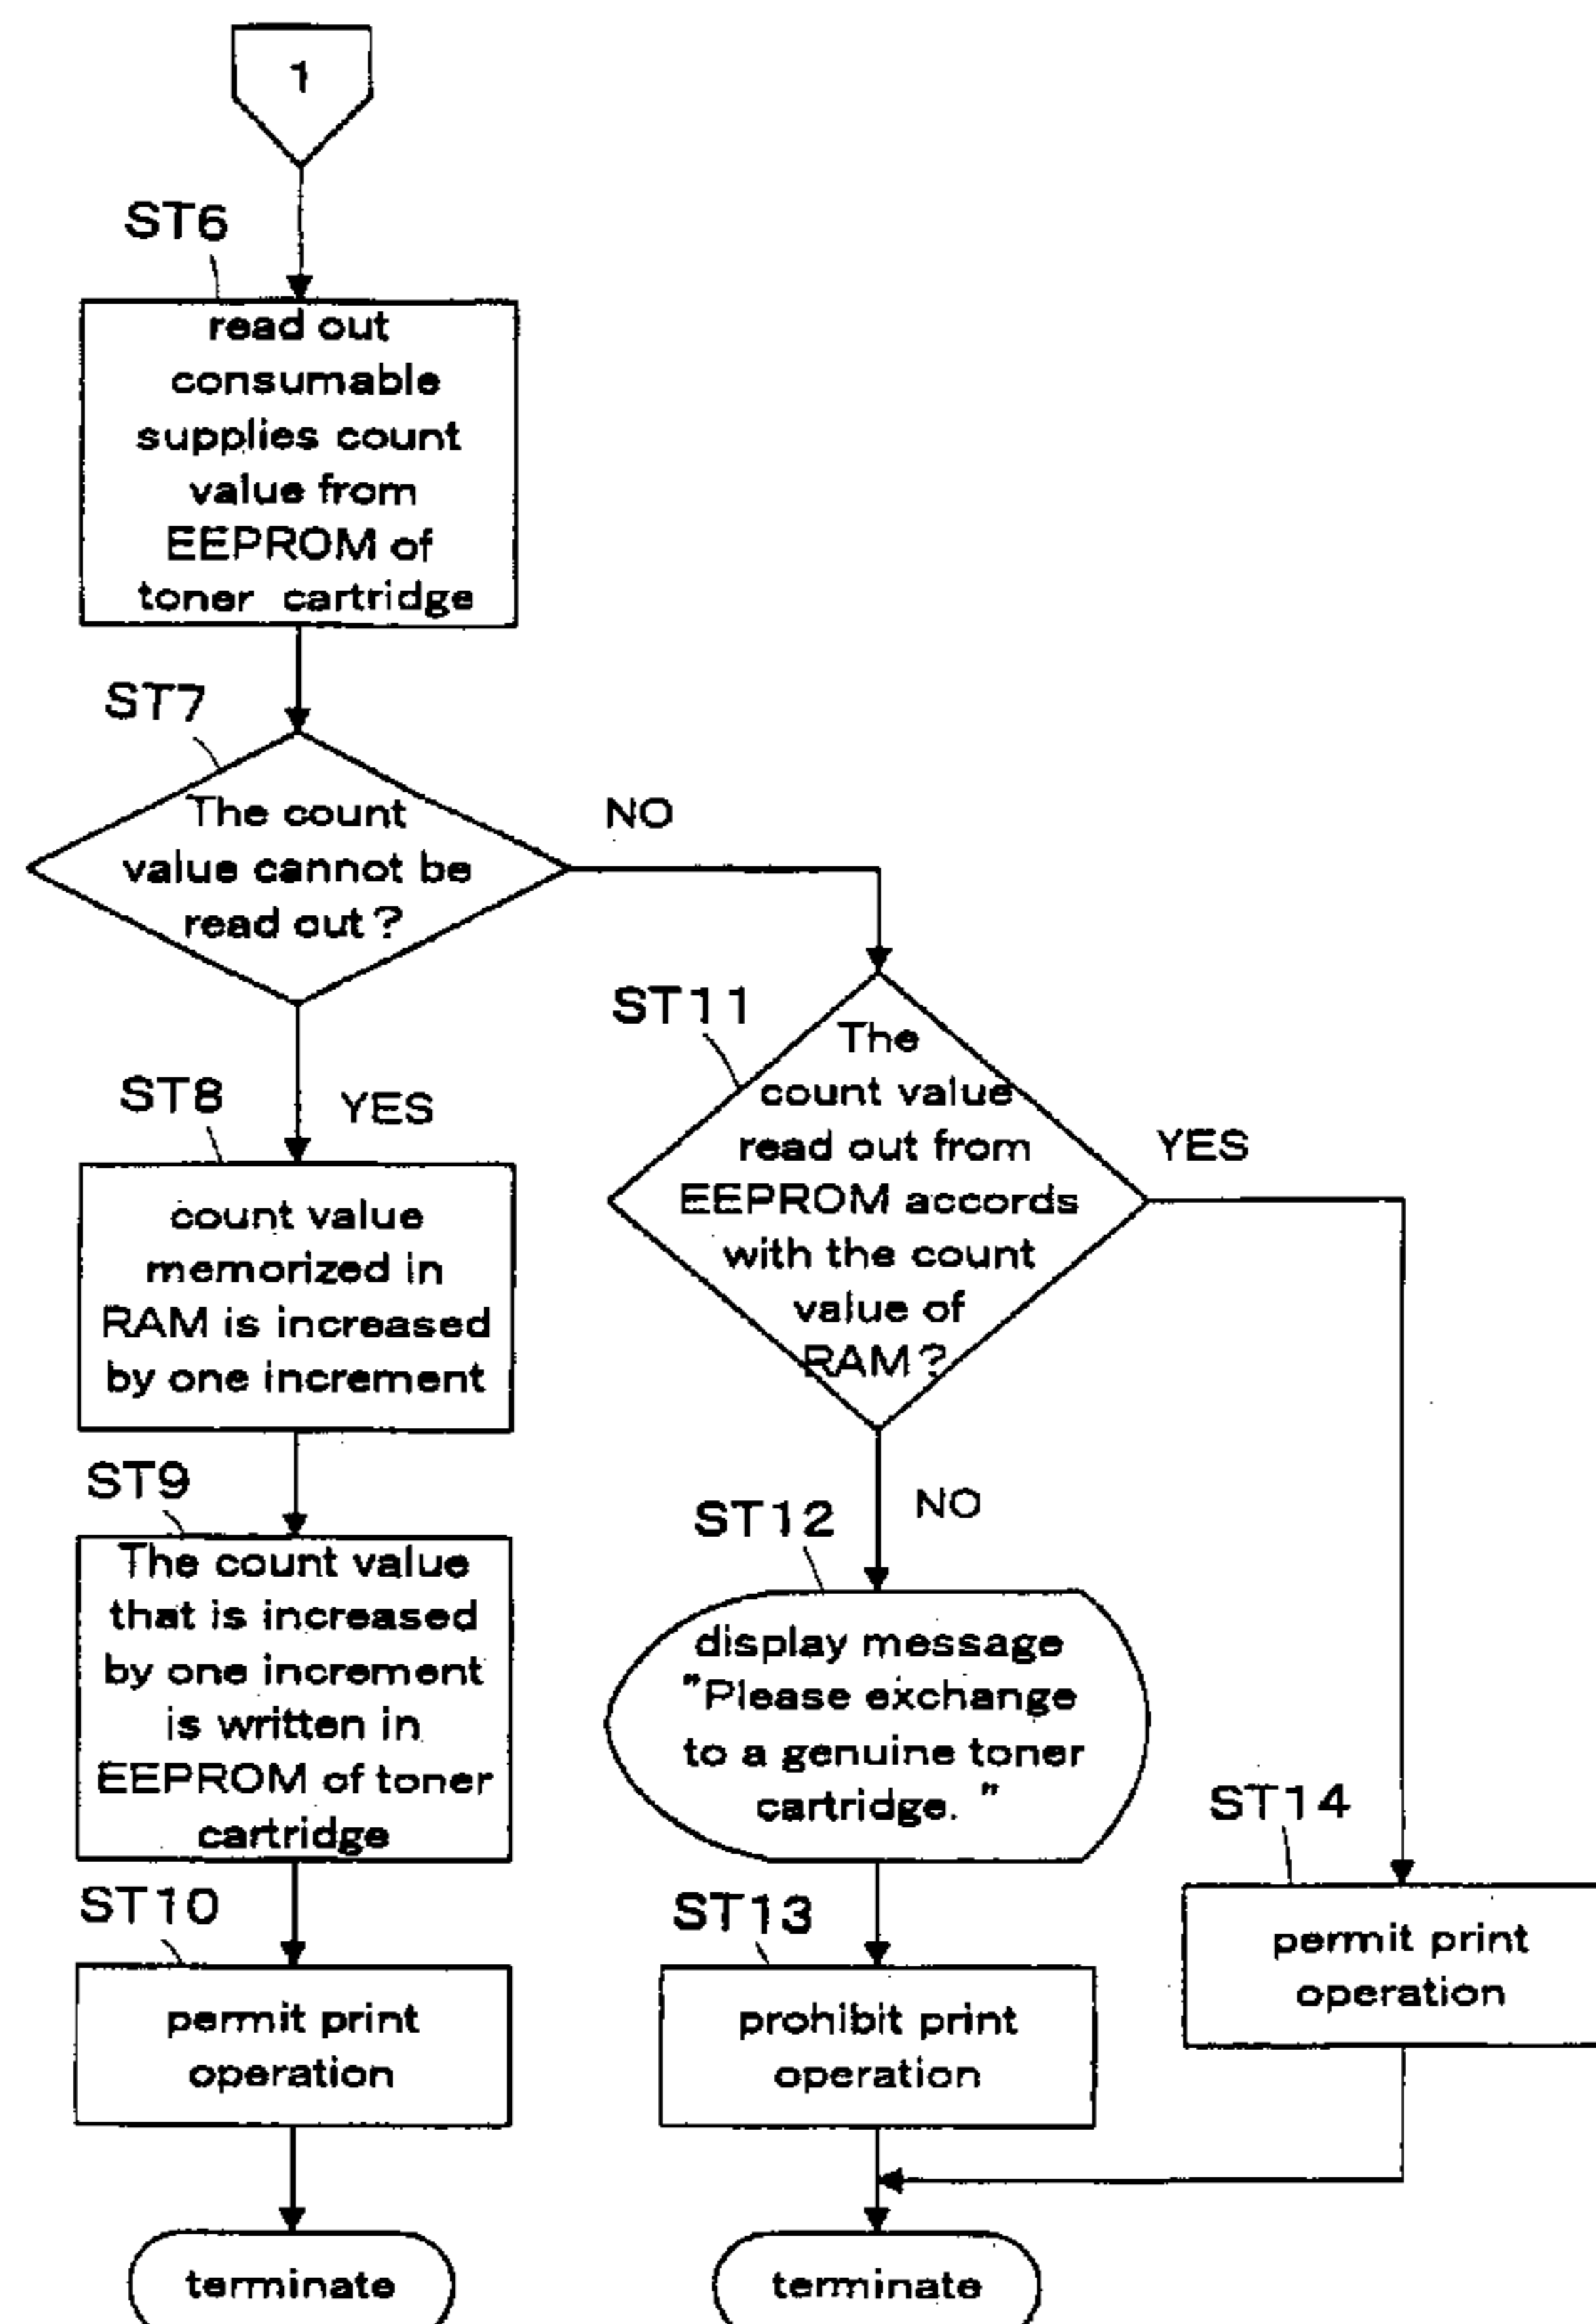 1
ST6
read out
consumable
supplies count
value from
EEPROM of
toner cartridge
ST7
The count
value cannot be
read out?
NO
YES
ST8
count value
memorized in
RAM is increased
by one increment
ST9
The count value
that is increased
by one increment
is written in
EEPROM of toner
cartridge
ST10
permit print
operation
terminate
ST11
The
count value
read out from
EEPROM accords
with the count
value of
RAM?
YES
NO
ST12
display message
"Please exchange
to a genuine toner
cartridge. "
ST13
prohibit print
operation
ST14
permit print
operation
terminate